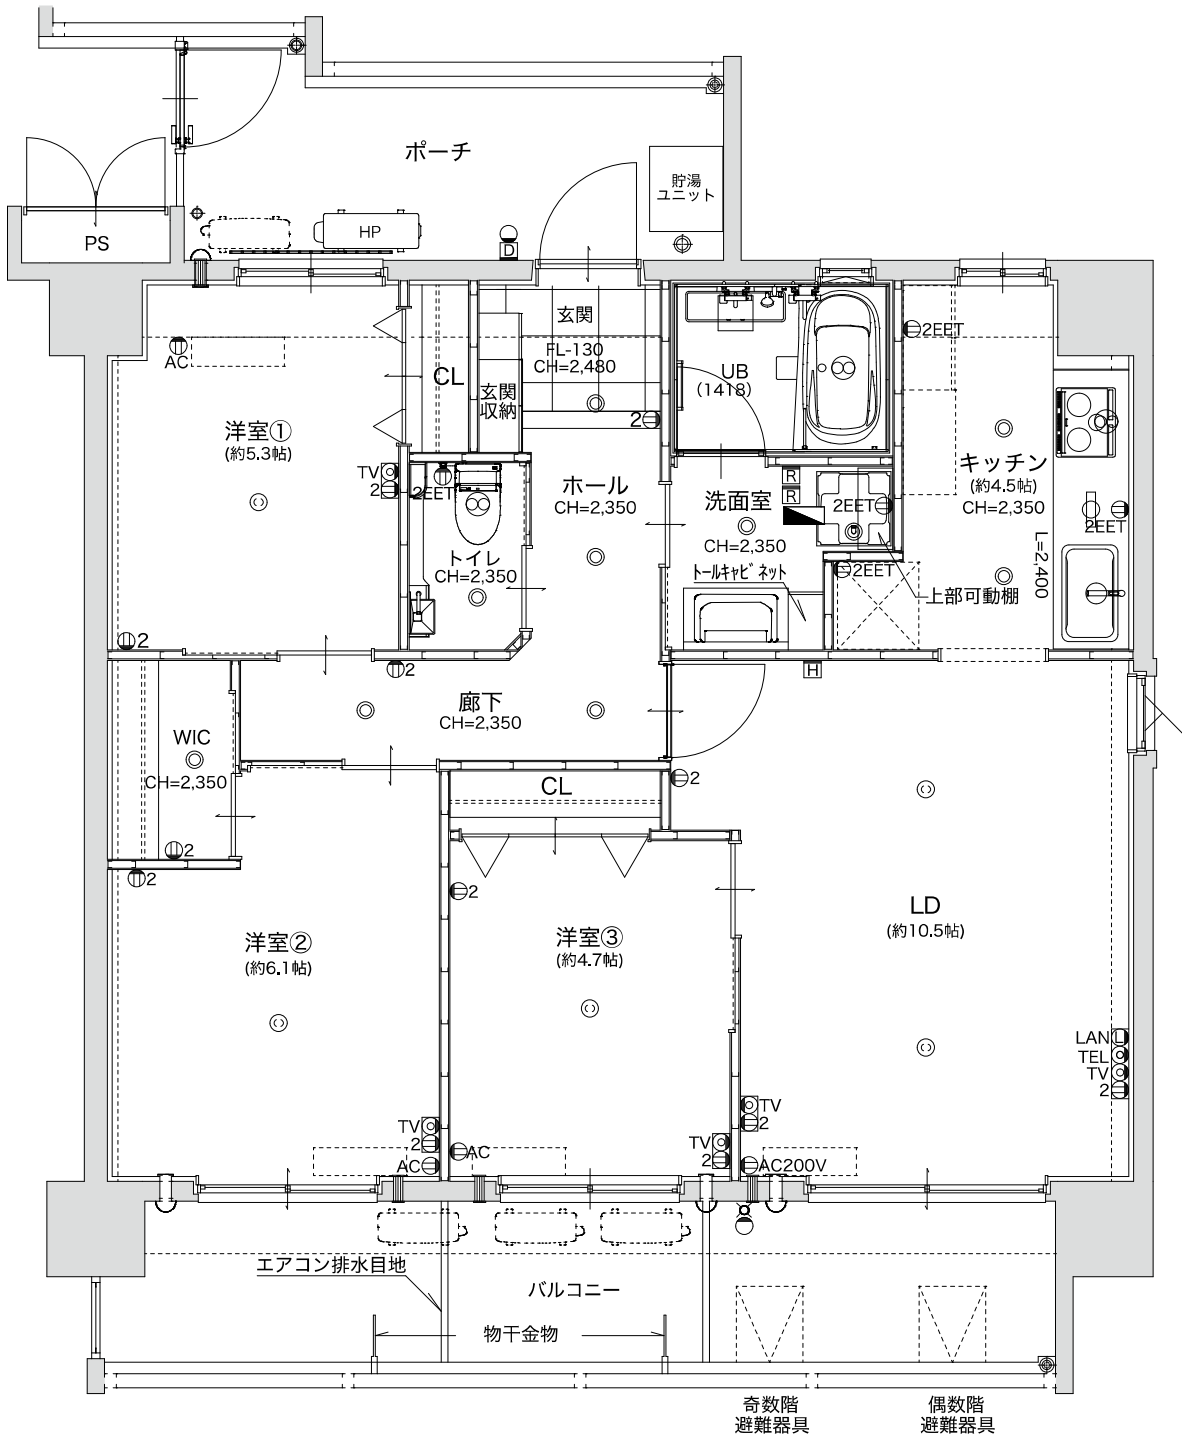 ポーチ
貯湯
ユニット
PS
HP
D
玄関
FL-130
CH=2,480
AC
CL
玄関
収納
2
UB
(1418)
2EET
洋室①
(約5.3帖)
TV
2
2EET
ホール
CH=2,350
R
R
洗面室
CH=2,350
2EET
キッチン
(約4.5帖)
CH=2,350
2EET
L=2,400
トイレ
CH=2,350
トールキャビネット
2EET
上部可動棚
2
2
H
廊下
CH=2,350
WIC
CH=2,350
2
2
CL
2
2
洋室②
(約6.1帖)
洋室③
(約4.7帖)
LD
(約10.5帖)
LAN
TEL
TV
2
TV
2
AC
AC
TV
2
TV
2
AC200V
エアコン排水目地
バルコニー
物干金物
奇数階
避難器具
偶数階
避難器具